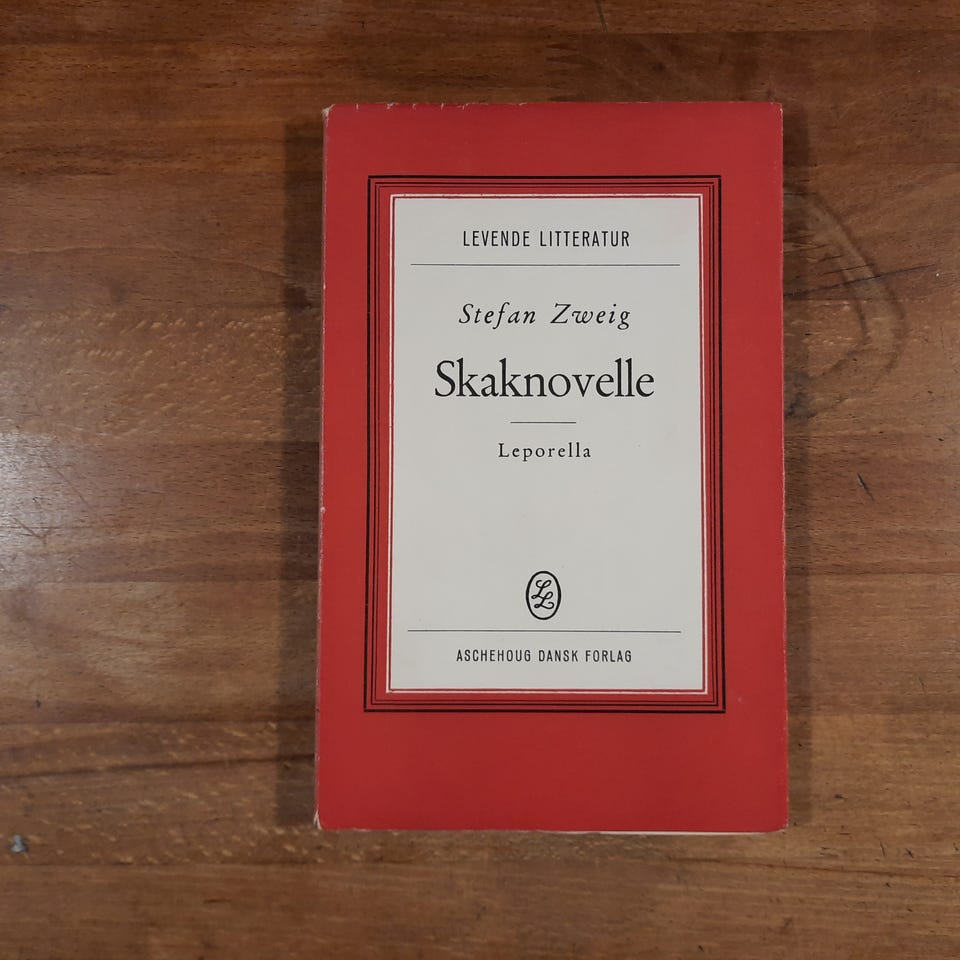 LEVENDE LITTERATUR
Stefan Zweig
Skaknovelle
Leporella
LL
ASCHEHOUG DANSK FORLAG